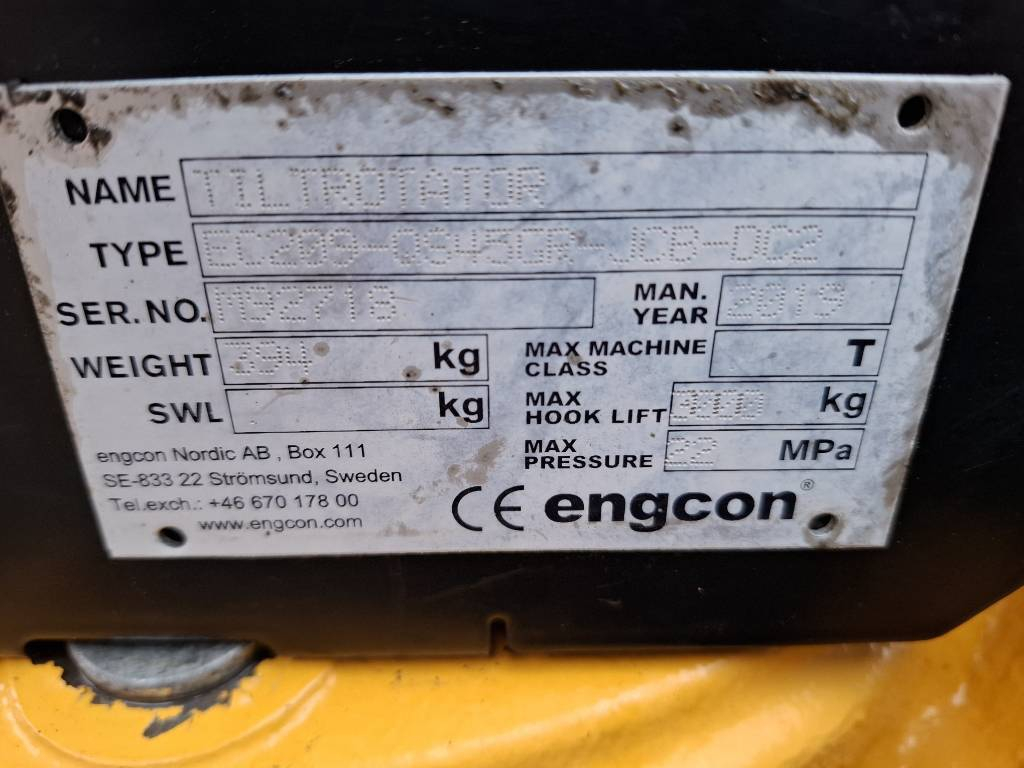 NAME TILTROTATOR
TYPE EC209-QS45GR-JCB-DC2
SER. NO. MAN. YEAR 2019
WEIGHT 394 kg MAX MACHINE CLASS T
SWL kg MAX HOOK LIFT kg
MAX PRESSURE 22 MPa
engcon Nordic AB , Box 111
SE-833 22 Strömsund, Sweden
Tel.exch.: +46 670 178 00
www.engcon.com
CE engcon®